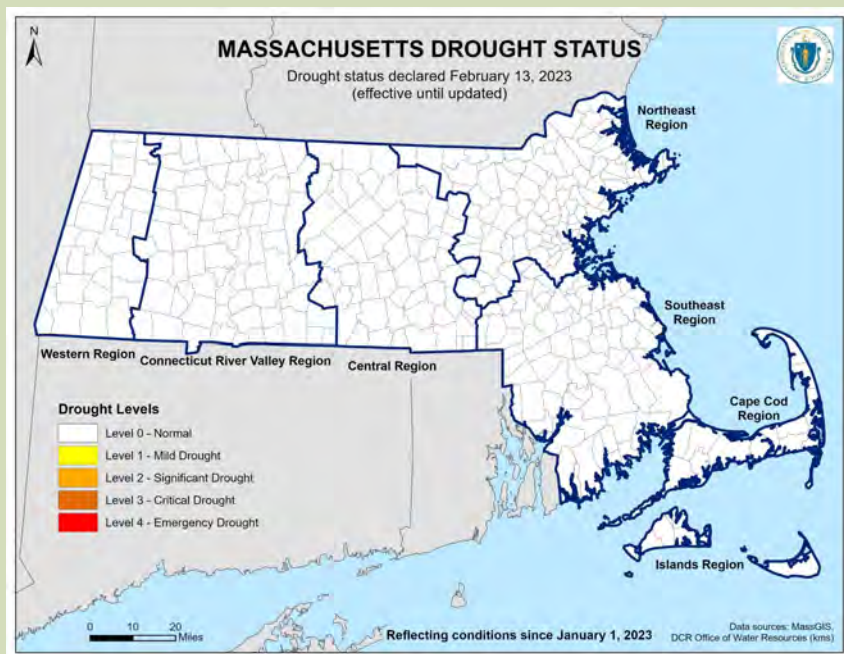 N
MASSACHUSETTS DROUGHT STATUS
Drought status declared February 13, 2023
(effective until updated)
Northeast
Region
Southeast
Region
Cape Cod
Region
Western Region
Connecticut River Valley Region
Central Region
Islands Region
Drought Levels
Level 0 - Normal
Level 1 - Mild Drought
Level 2 - Significant Drought
Level 3 - Critical Drought
Level 4 - Emergency Drought
0 10 20
Miles
Reflecting conditions since January 1, 2023
Data sources: MassGIS,
DCR Office of Water Resources (kms)